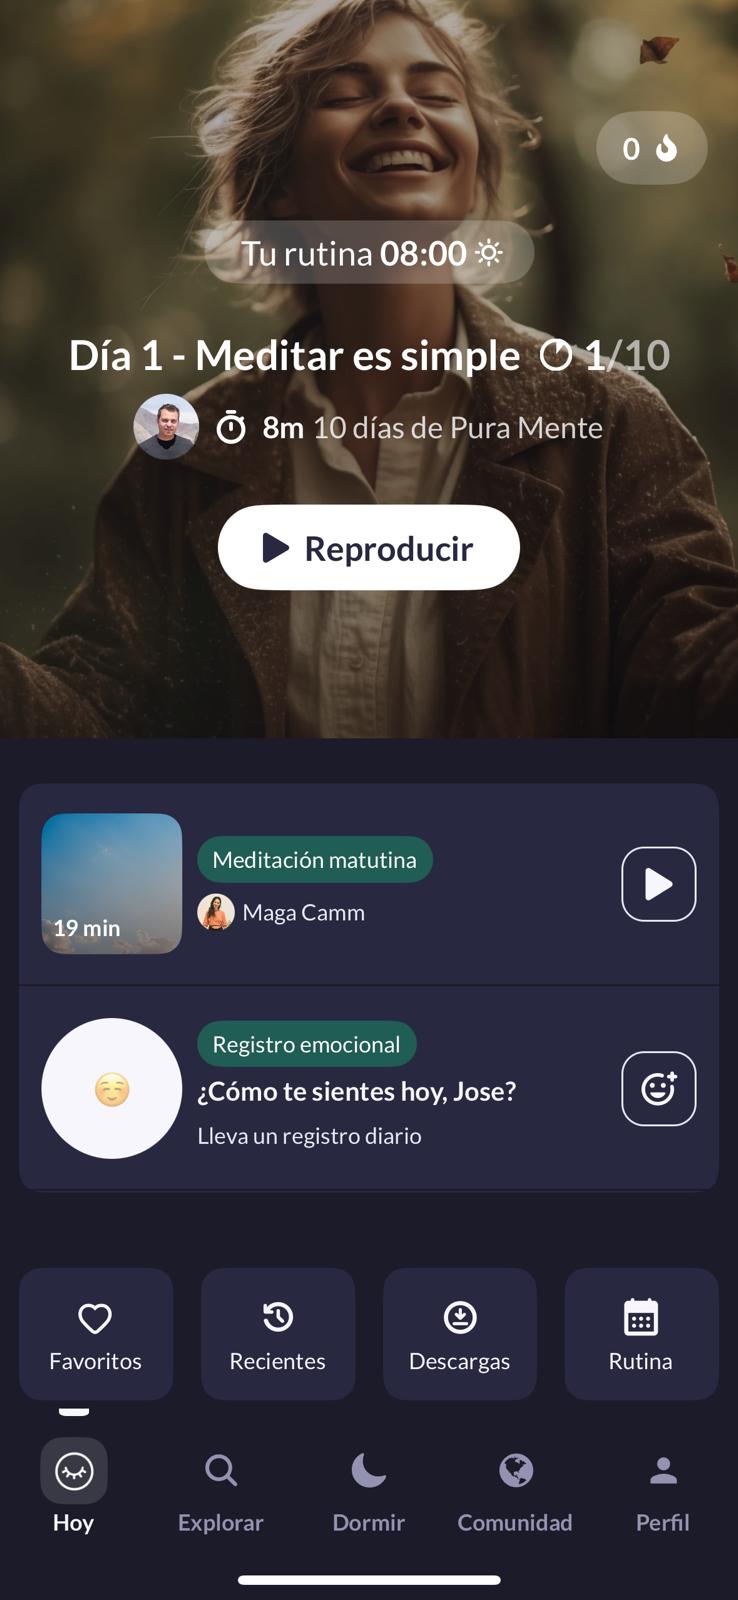 0
Tu rutina 08:00
Día 1 - Meditar es simple 1/10
8m 10 días de Pura Mente
Reproducir
19 min
Meditación matutina
Maga Camm
Registro emocional
¿Cómo te sientes hoy, Jose?
Lleva un registro diario
Favoritos Recientes Descargas Rutina
Hoy Explorar Dormir Comunidad Perfil